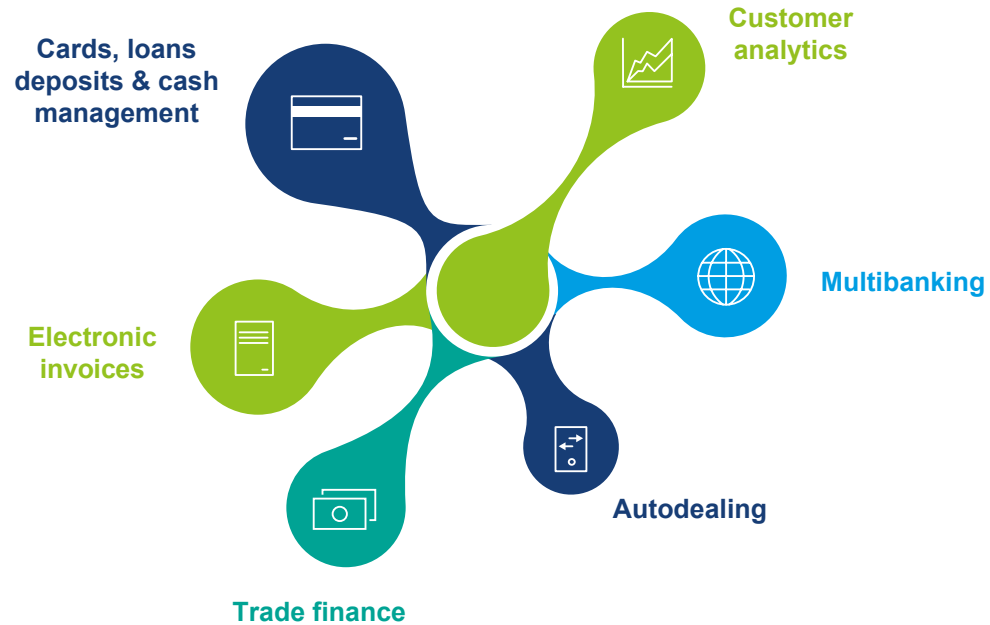 Cards, loans
deposits & cash
management
Customer
analytics
Multibanking
Electronic
invoices
Autodealing
Trade finance